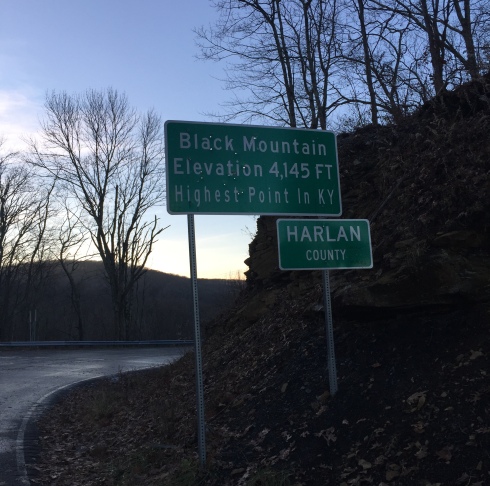 Black Mountain
Elevation 4,145 FT
Highest Point In KY
HARLAN
COUNTY